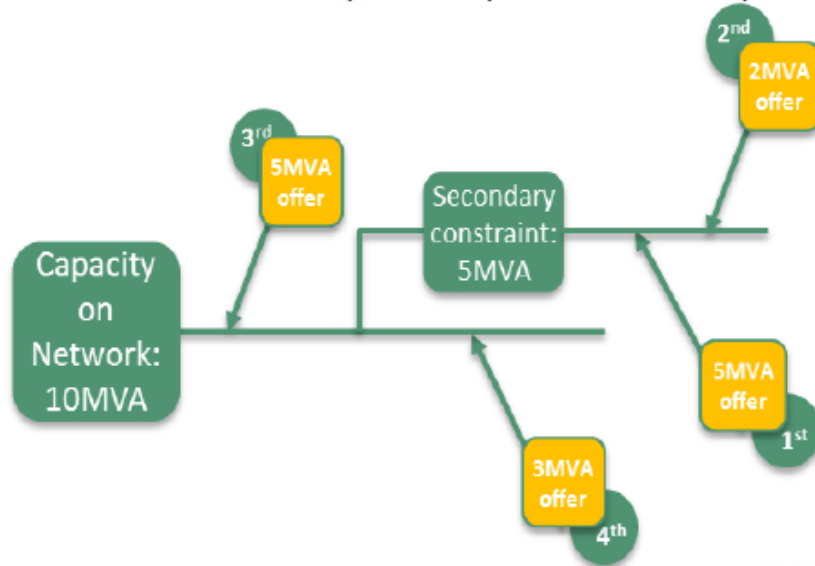 2nd
2MVA
offer
3rd
5MVA
offer
Secondary
constraint:
5MVA
Capacity
on
Network:
10MVA
5MVA
offer
1st
3MVA
offer
4th